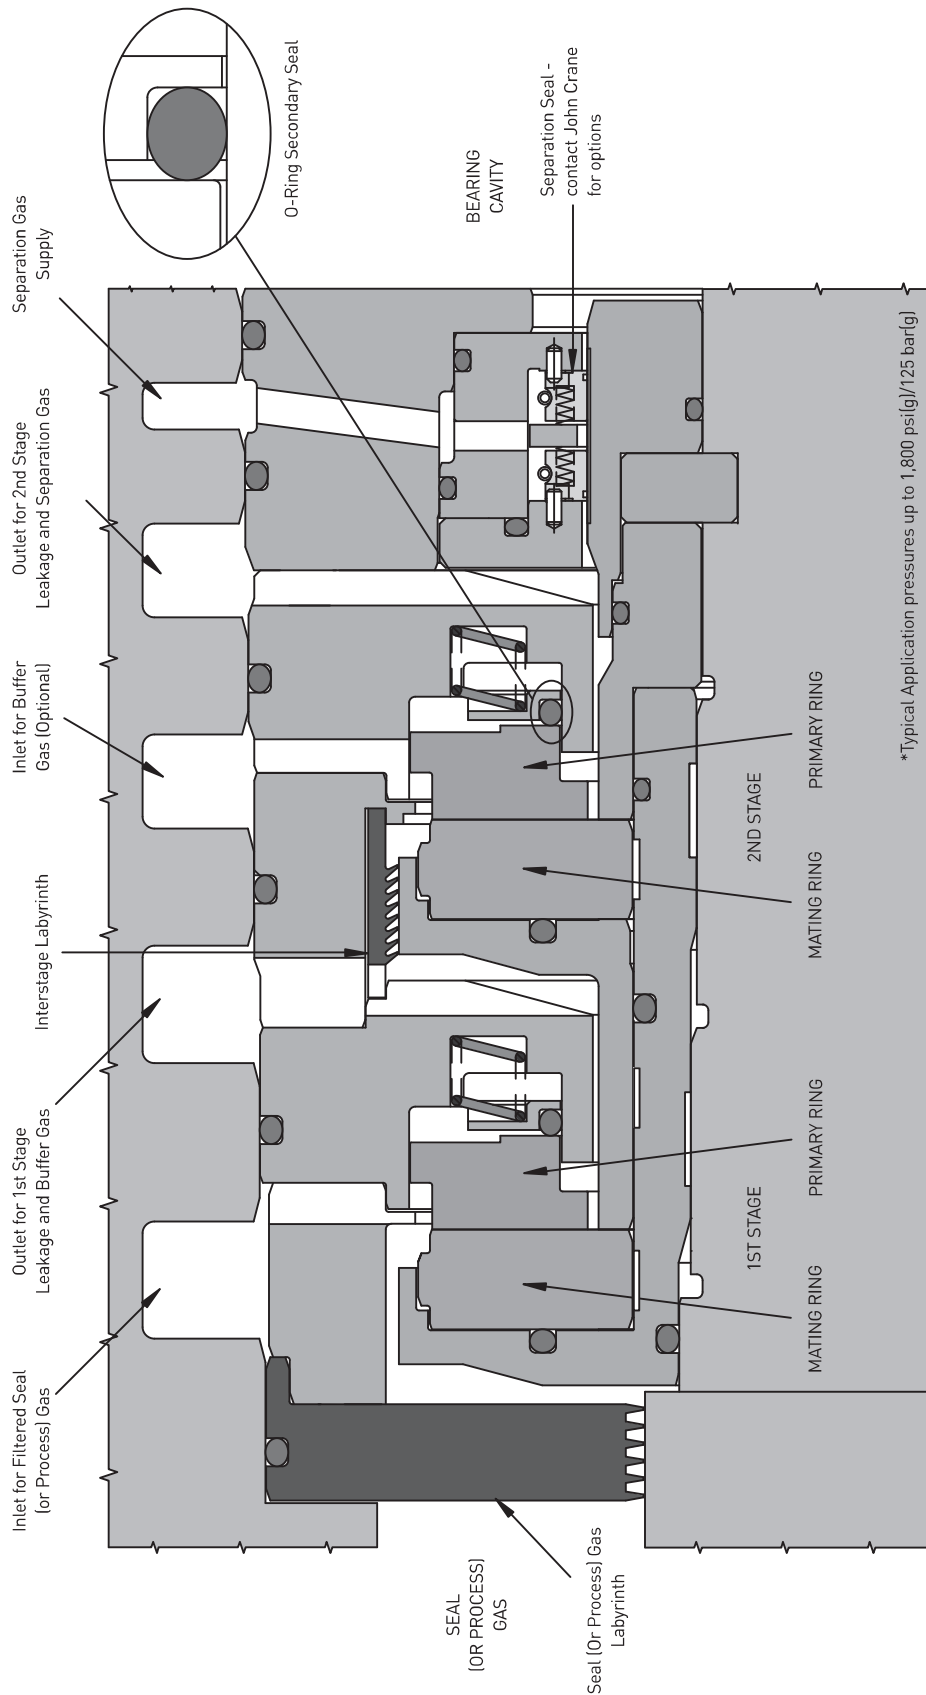 Inlet for Filtered Seal
(or Process) Gas
Outlet for 1st Stage
Leakage and Buffer Gas
Interstage Labyrinth
Inlet for Buffer
Gas (Optional)
Outlet for 2nd Stage
Leakage and Separation Gas
Separation Gas
Supply
O-Ring Secondary Seal
SEAL
(OR PROCESS)
GAS
BEARING
CAVITY
Separation Seal -
contact John Crane
for options
Seal (Or Process) Gas
Labyrinth
1ST STAGE
2ND STAGE
MATING RING
PRIMARY RING
MATING RING
PRIMARY RING
*Typical Application pressures up to 1,800 psi(g)/125 bar(g)